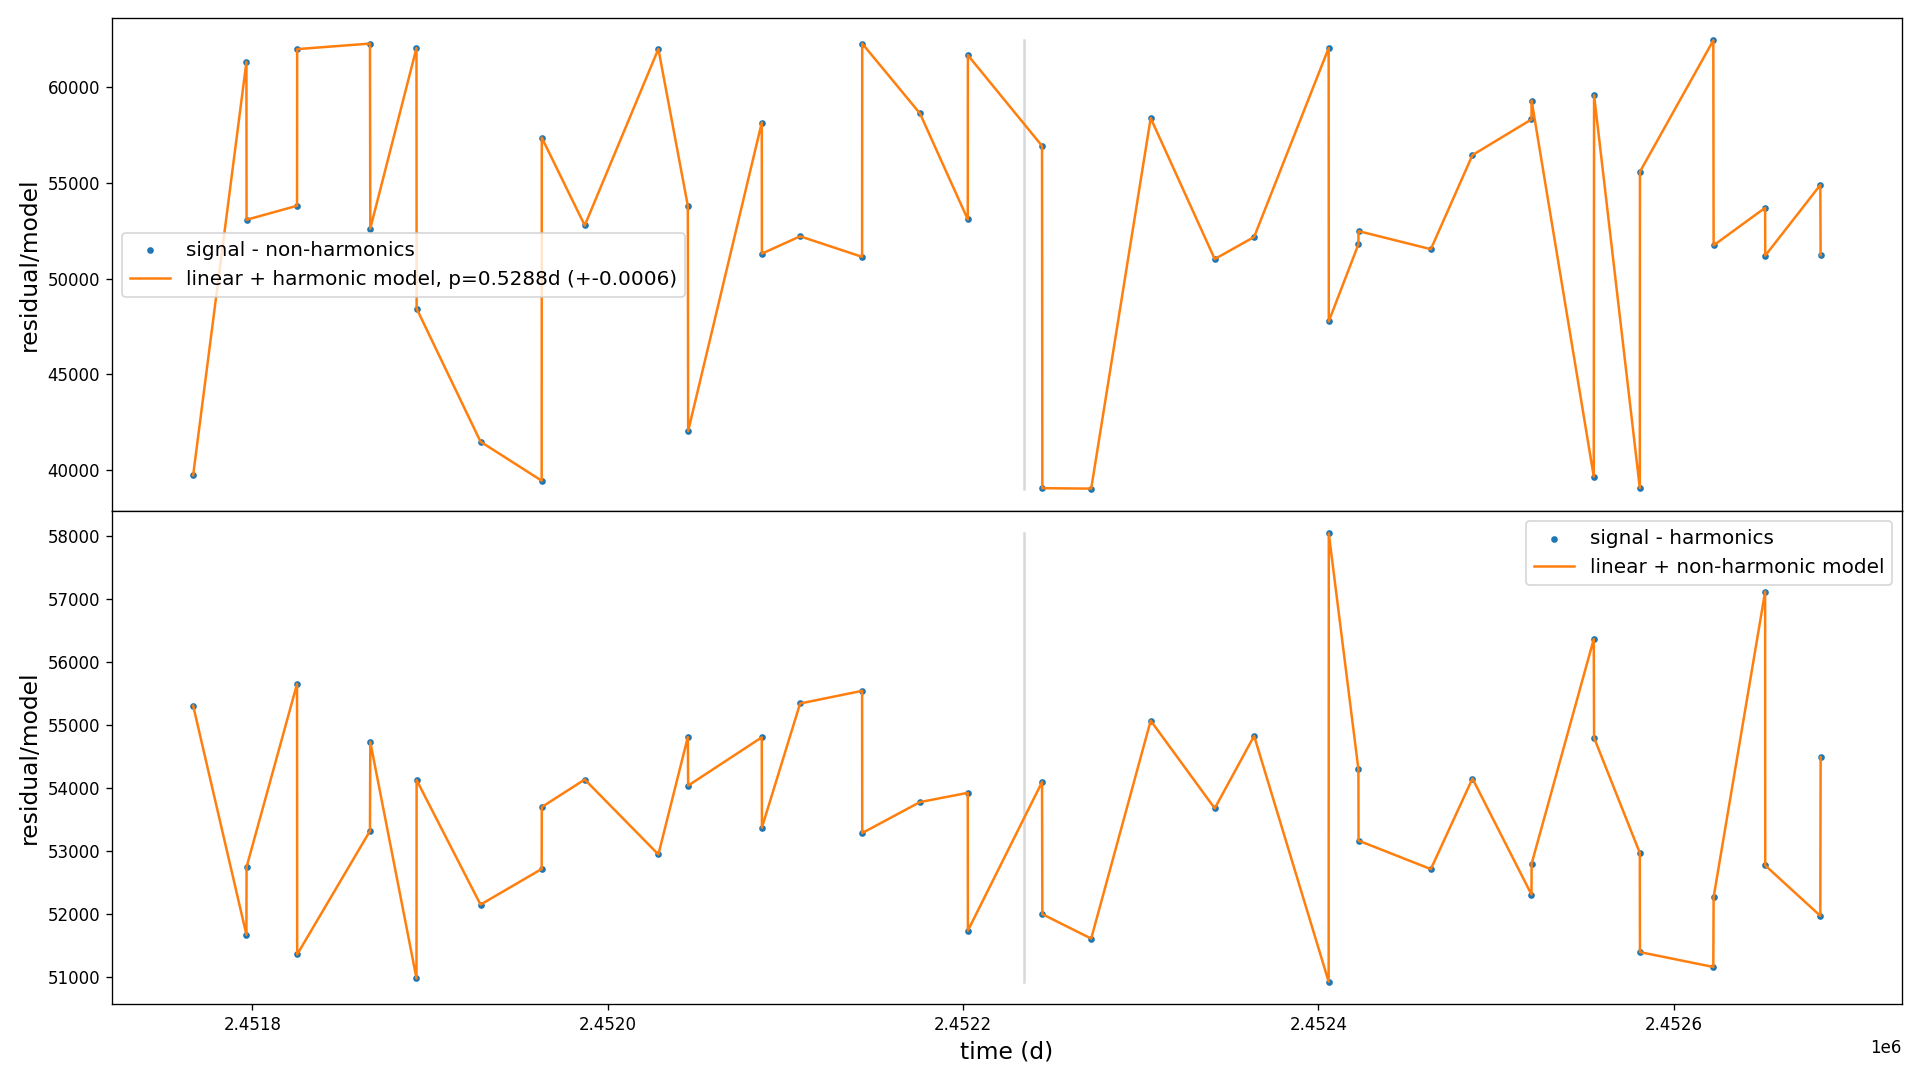 60000
55000
50000
45000
40000
residual/model
signal - non-harmonics
linear + harmonic model, p=0.5288d (+-0.0006)
58000
57000
56000
55000
54000
53000
52000
51000
residual/model
signal - harmonics
linear + non-harmonic model
2.4518
2.4520
2.4522
2.4524
2.4526
time (d)
1e6